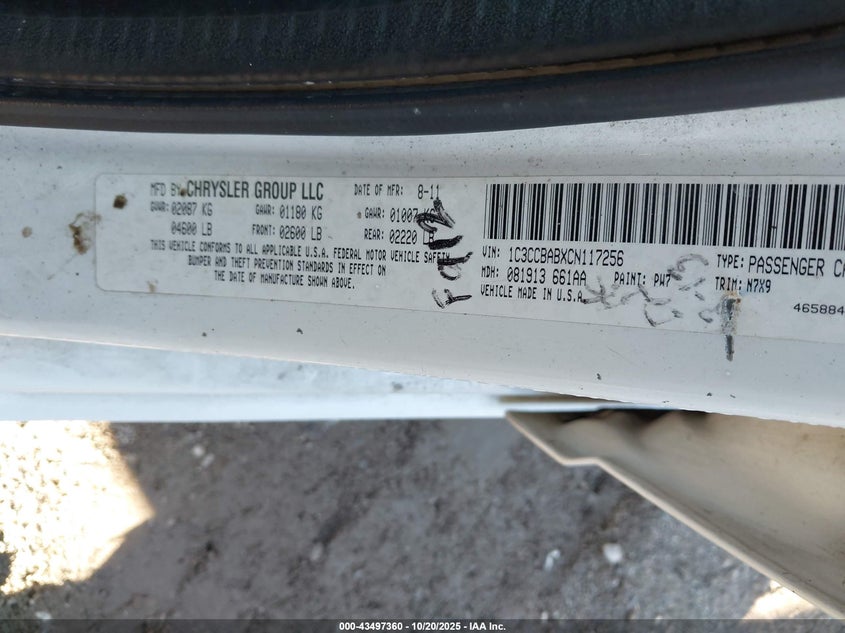 MFD BY CHRYSLER GROUP LLC DATE OF MFR: 8-11
GVWR: 02087 KG GAWR: 01180 KG GAWR: 01007
04600 LB FRONT: 02600 LB REAR: 02220 LB
THIS VEHICLE CONFORMS TO ALL APPLICABLE U.S.A. FEDERAL MOTOR VEHICLE SAFETY,
BUMPER AND THEFT PREVENTION STANDARDS IN EFFECT ON
THE DATE OF MANUFACTURE SHOWN ABOVE.
VIN: 1C3CCBABXCN117256 TYPE: PASSENGER
MDH: 081913 661AA PAINT: PW7 TRIM: N7X9
VEHICLE MADE IN U.S.A.
465884
000-43497360 - 10/20/2025 - IAA Inc.